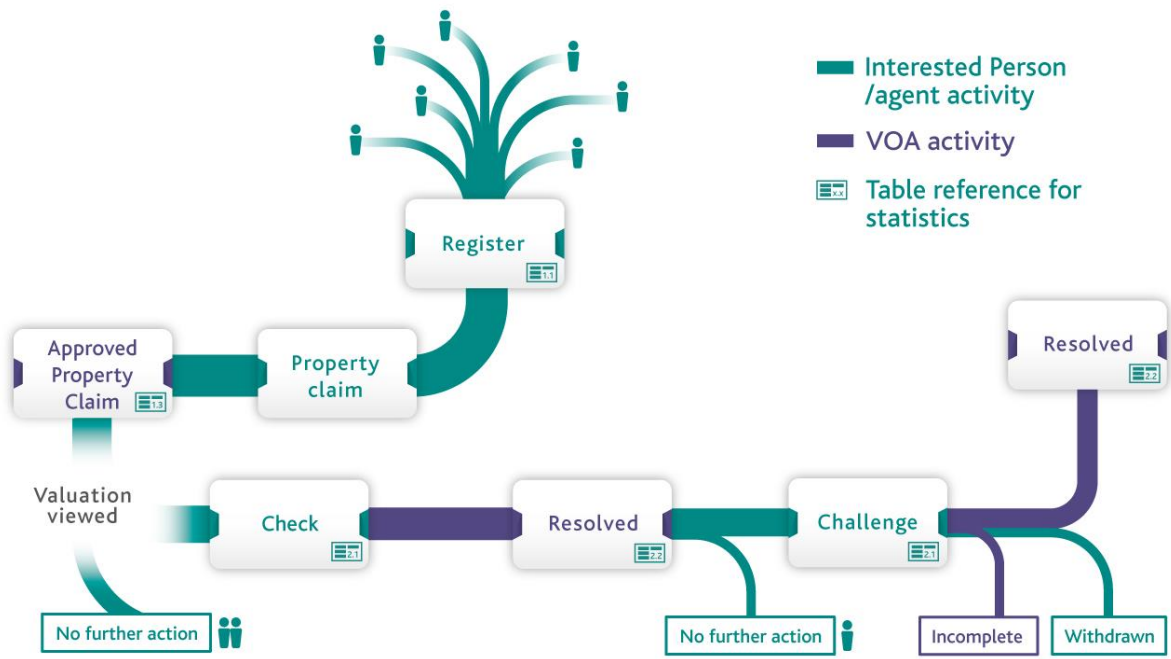 Interested Person
/agent activity
VOA activity
x.x
Table reference for
statistics
Register
1.1
Approved
Property
Claim
1.3
Property
claim
Resolved
2.2
Valuation
viewed
Check
2.1
Resolved
2.2
Challenge
2.1
No further action
No further action
Incomplete
Withdrawn